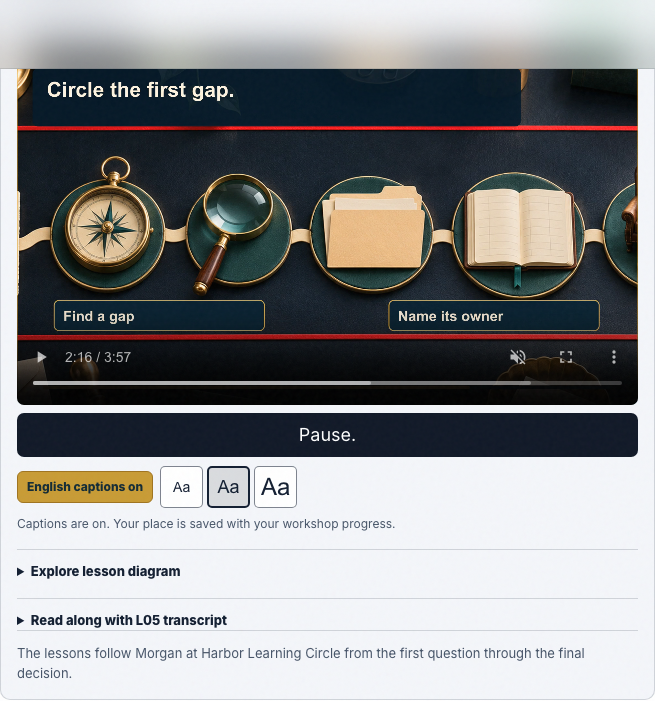 Circle the first gap.
Find a gap
Name its owner
2:16 / 3:57
Pause.
English captions on
Aa
Aa
Aa
Captions are on. Your place is saved with your workshop progress.
Explore lesson diagram
Read along with L05 transcript
The lessons follow Morgan at Harbor Learning Circle from the first question through the final
decision.